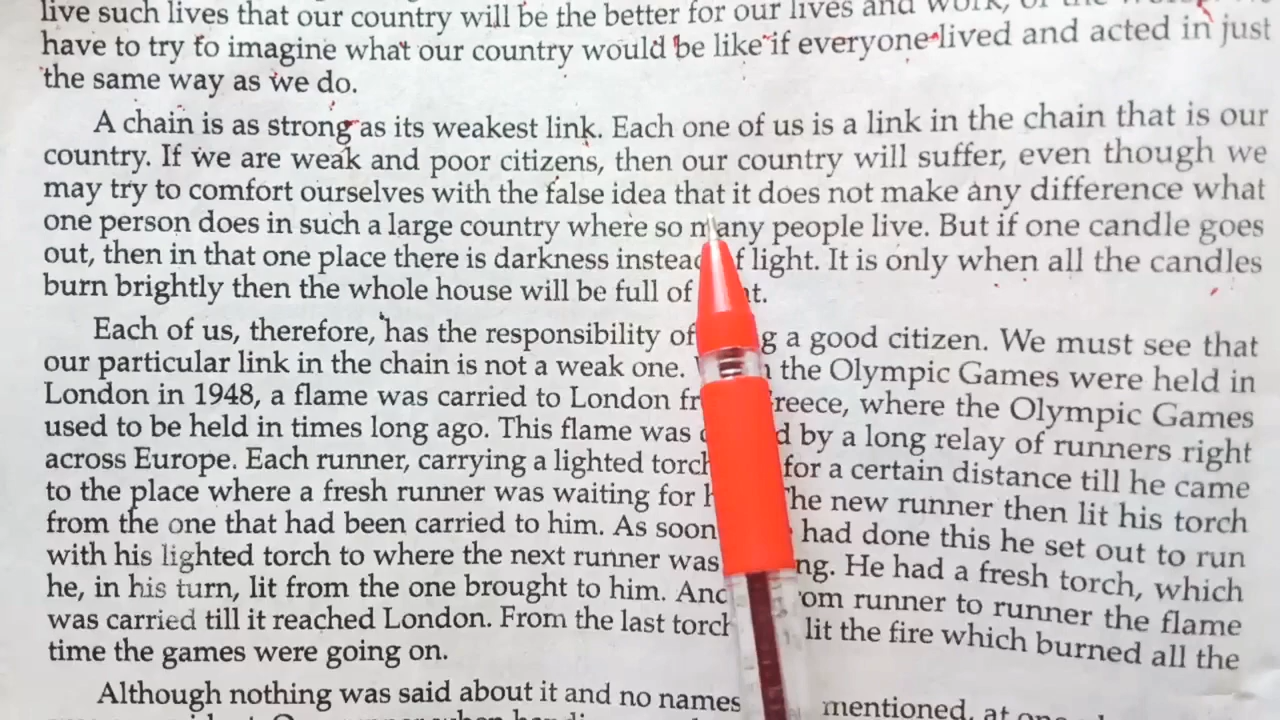 live such lives that our country will be the better for our lives and work,
have to try to imagine what our country would be like if everyone lived and acted in just
the same way as we do.
A chain is as strong as its weakest link. Each one of us is a link in the chain that is our
country. If we are weak and poor citizens, then our country will suffer, even though we
may try to comfort ourselves with the false idea that it does not make any difference what
one person does in such a large country where so many people live. But if one candle goes
out, then in that one place there is darkness instead of light. It is only when all the candles
burn brightly then the whole house will be full of
Each of us, therefore, has the responsibility of a good citizen. We must see that
our particular link in the chain is not a weak one. the Olympic Games were held in
London in 1948, a flame was carried to London Greece, where the Olympic Games
used to be held in times long ago. This flame was by a long relay of runners right
across Europe. Each runner, carrying a lighted torch for a certain distance till he came
to the place where a fresh runner was waiting for The new runner then lit his torch
from the one that had been carried to him. As soon had done this he set out to run
with his lighted torch to where the next runner was He had a fresh torch, which
he, in his turn, lit from the one brought to him. And from runner to runner the flame
was carried till it reached London. From the last torch lit the fire which burned all the
time the games were going on.
Although nothing was said about it and no names mentioned, at